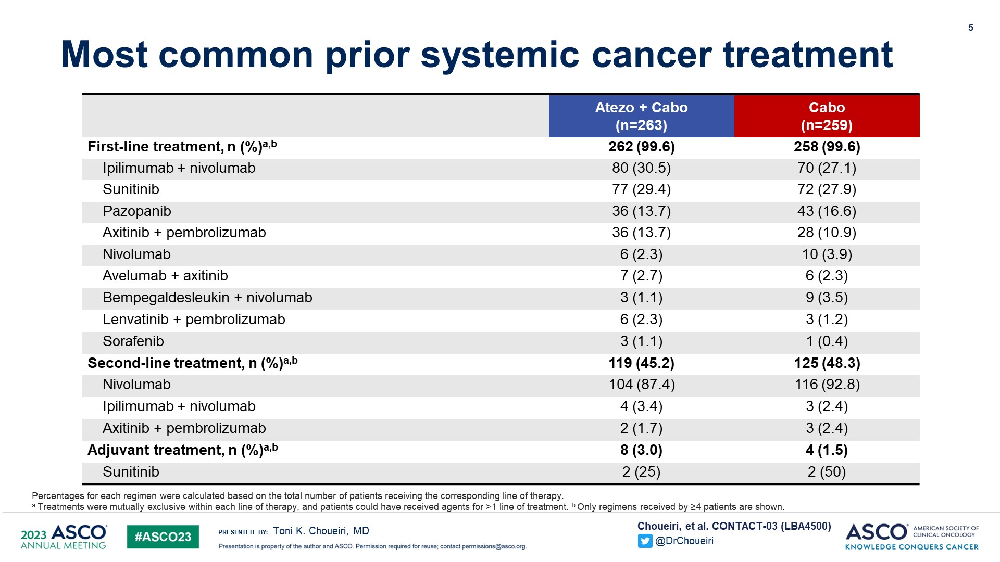 5
Most common prior systemic cancer treatment
Atezo + Cabo Cabo
(n=263) (n=259)
First-line treatment, n (%)a,b 262 (99.6) 258 (99.6)
Ipilimumab + nivolumab 80 (30.5) 70 (27.1)
Sunitinib 77 (29.4) 72 (27.9)
Pazopanib 36 (13.7) 43 (16.6)
Axitinib + pembrolizumab 36 (13.7) 28 (10.9)
Nivolumab 6 (2.3) 10 (3.9)
Avelumab + axitinib 7 (2.7) 6 (2.3)
Bempegaldesleukin + nivolumab 3 (1.1) 9 (3.5)
Lenvatinib + pembrolizumab 6 (2.3) 3 (1.2)
Sorafenib 3 (1.1) 1 (0.4)
Second-line treatment, n (%)a,b 119 (45.2) 125 (48.3)
Nivolumab 104 (87.4) 116 (92.8)
Ipilimumab + nivolumab 4 (3.4) 3 (2.4)
Axitinib + pembrolizumab 2 (1.7) 3 (2.4)
Adjuvant treatment, n (%)a,b 8 (3.0) 4 (1.5)
Sunitinib 2 (25) 2 (50)
Percentages for each regimen were calculated based on the total number of patients receiving the corresponding line of therapy.
a Treatments were mutually exclusive within each line of therapy, and patients could have received agents for >1 line of treatment. b Only regimens received by ≥4 patients are shown.
2023 ASCO®
ANNUAL MEETING
#ASCO23
PRESENTED BY: Toni K. Choueiri, MD
Presentation is property of the author and ASCO. Permission required for reuse; contact permissions@asco.org.
Choueiri, et al. CONTACT-03 (LBA4500)
@DrChoueiri
ASCO® AMERICAN SOCIETY OF
CLINICAL ONCOLOGY
KNOWLEDGE CONQUERS CANCER